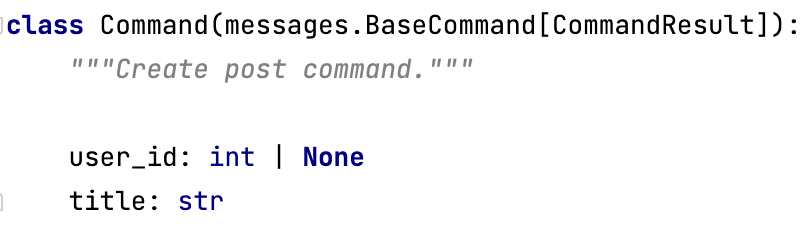 class Command(messages.BaseCommand[CommandResult]):
    """Create post command."""
    user_id: int | None
    title: str